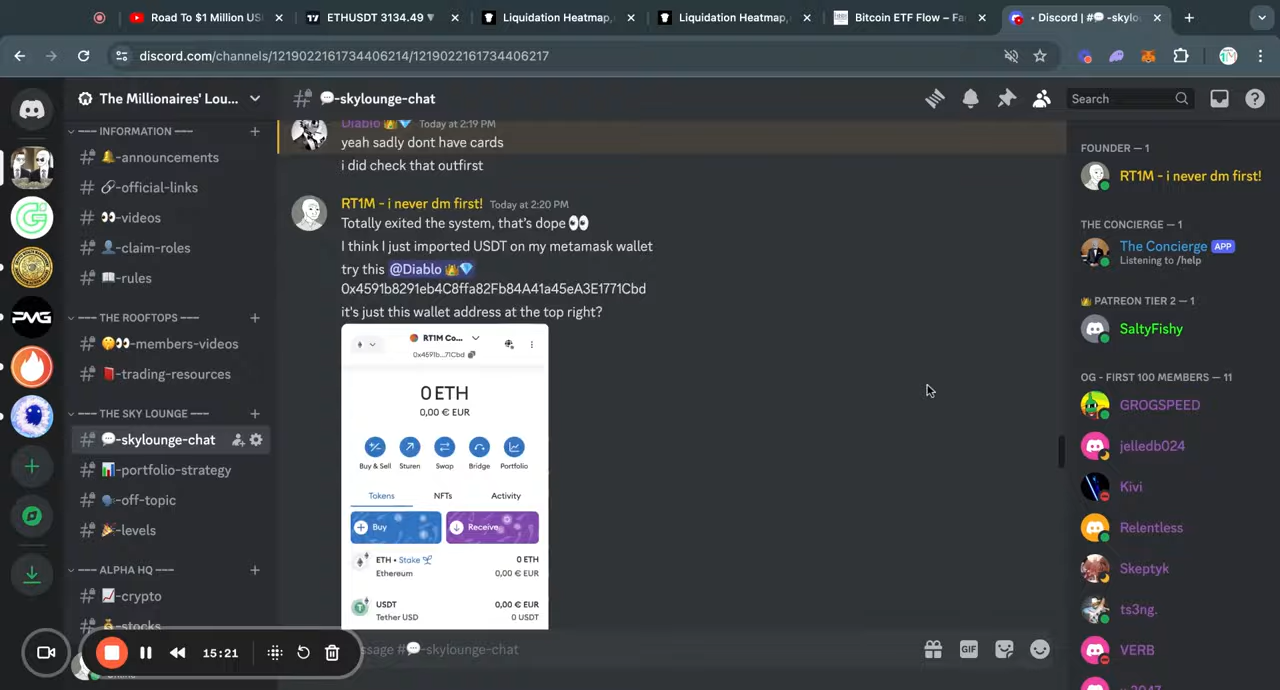 Road To $1 Million US
ETHUSDT 3134.49
Liquidation Heatmap,
Liquidation Heatmap,
Bitcoin ETF Flow – Fa
• Discord | #💬 -skylo
discord.com/channels/1219022161734406214/1219022161734406217
The Millionaires' Lou...
💬-skylounge-chat
Search
INFORMATION
🔔-announcements
🔗-official-links
👀-videos
👤-claim-roles
📖-rules
THE ROOFTOPS
🤫👀-members-videos
📕-trading-resources
THE SKY LOUNGE
💬-skylounge-chat
📊-portfolio-strategy
🗣-off-topic
🎉-levels
ALPHA HQ
📈-crypto
💰-stocks
PMG
15:21
Online
Diablo 👑💎 Today at 2:19 PM
yeah sadly dont have cards
i did check that outfirst
RT1M - i never dm first! Today at 2:20 PM
Totally exited the system, that's dope 👀
I think I just imported USDT on my metamask wallet
try this @Diablo 👑💎
0x4591b8291eb4C8ffa82Fb84A41a45eA3E1771Cbd
it's just this wallet address at the top right?
RT1M Co...
0x4591b...71Cbd
0 ETH
0,00 € EUR
Buy & Sell Sturen Swap Bridge Portfolio
Tokens NFTs Activity
Buy Receive
ETH • Stake 0 ETH
Ethereum 0,00 € EUR
USDT 0,00 € EUR
Tether USD 0 USDT
ssage #💬-skylounge-chat
GIF
FOUNDER — 1
RT1M - i never dm first!
THE CONCIERGE — 1
The Concierge APP
Listening to /help
👑 PATREON TIER 2 — 1
SaltyFishy
OG - FIRST 100 MEMBERS — 11
GROGSPEED
jelledb024
Kivi
Relentless
Skeptyk
ts3ng.
VERB